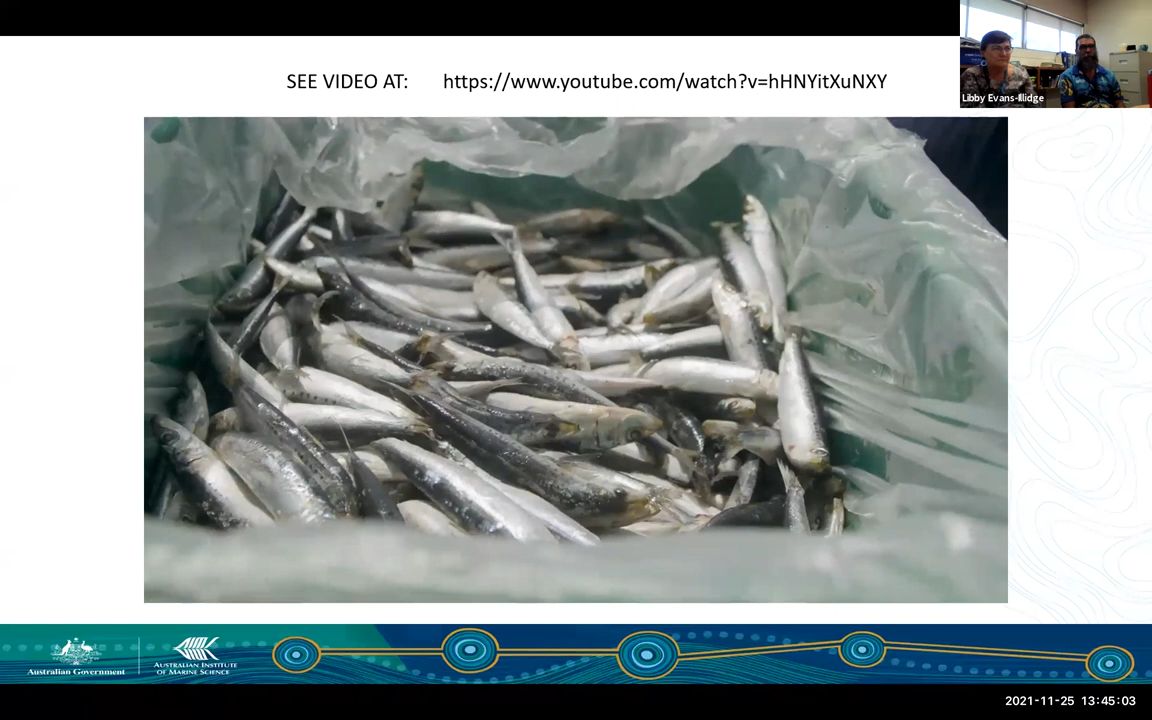 SEE VIDEO AT: https://www.youtube.com/watch?v=hHNYitXuNXY
Libby Evans-Illidge
Australian Government
AUSTRALIAN INSTITUTE
OF MARINE SCIENCE
2021-11-25 13:45:03